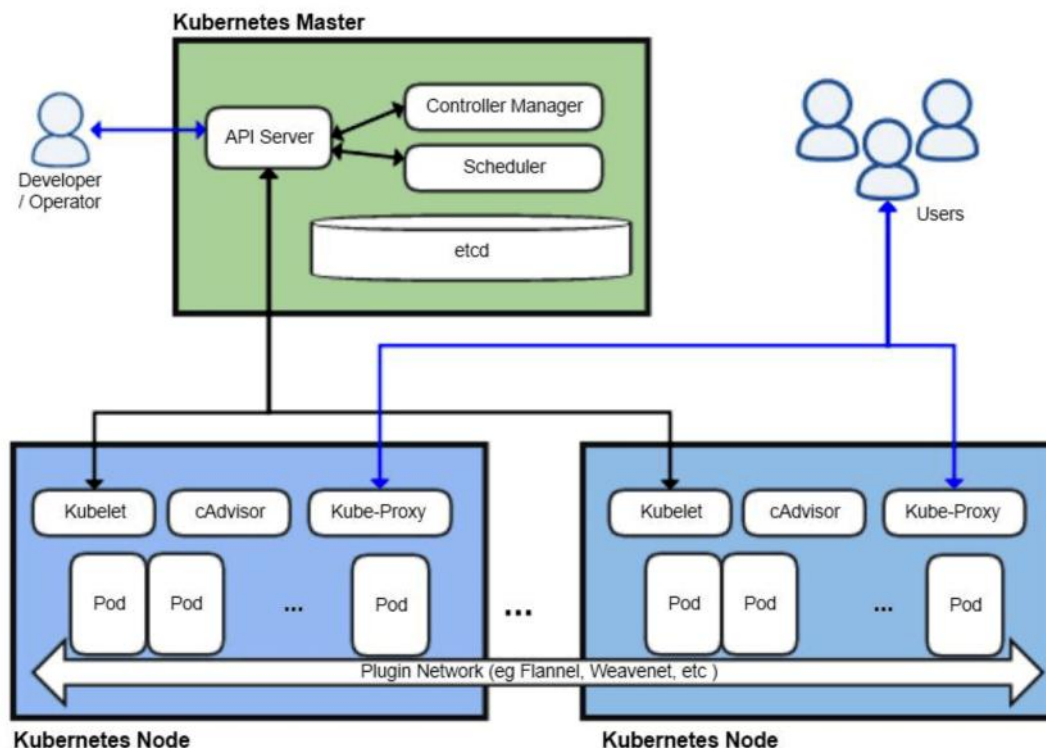 Kubernetes Master
API Server
Controller Manager
Scheduler
etcd
Developer
/ Operator
Users
Kubelet
cAdvisor
Kube-Proxy
Kubelet
cAdvisor
Kube-Proxy
Pod
Pod
...
Pod
...
Pod
Pod
...
Pod
Plugin Network (eg Flannel, Weavenet, etc )
Kubernetes Node
Kubernetes Node